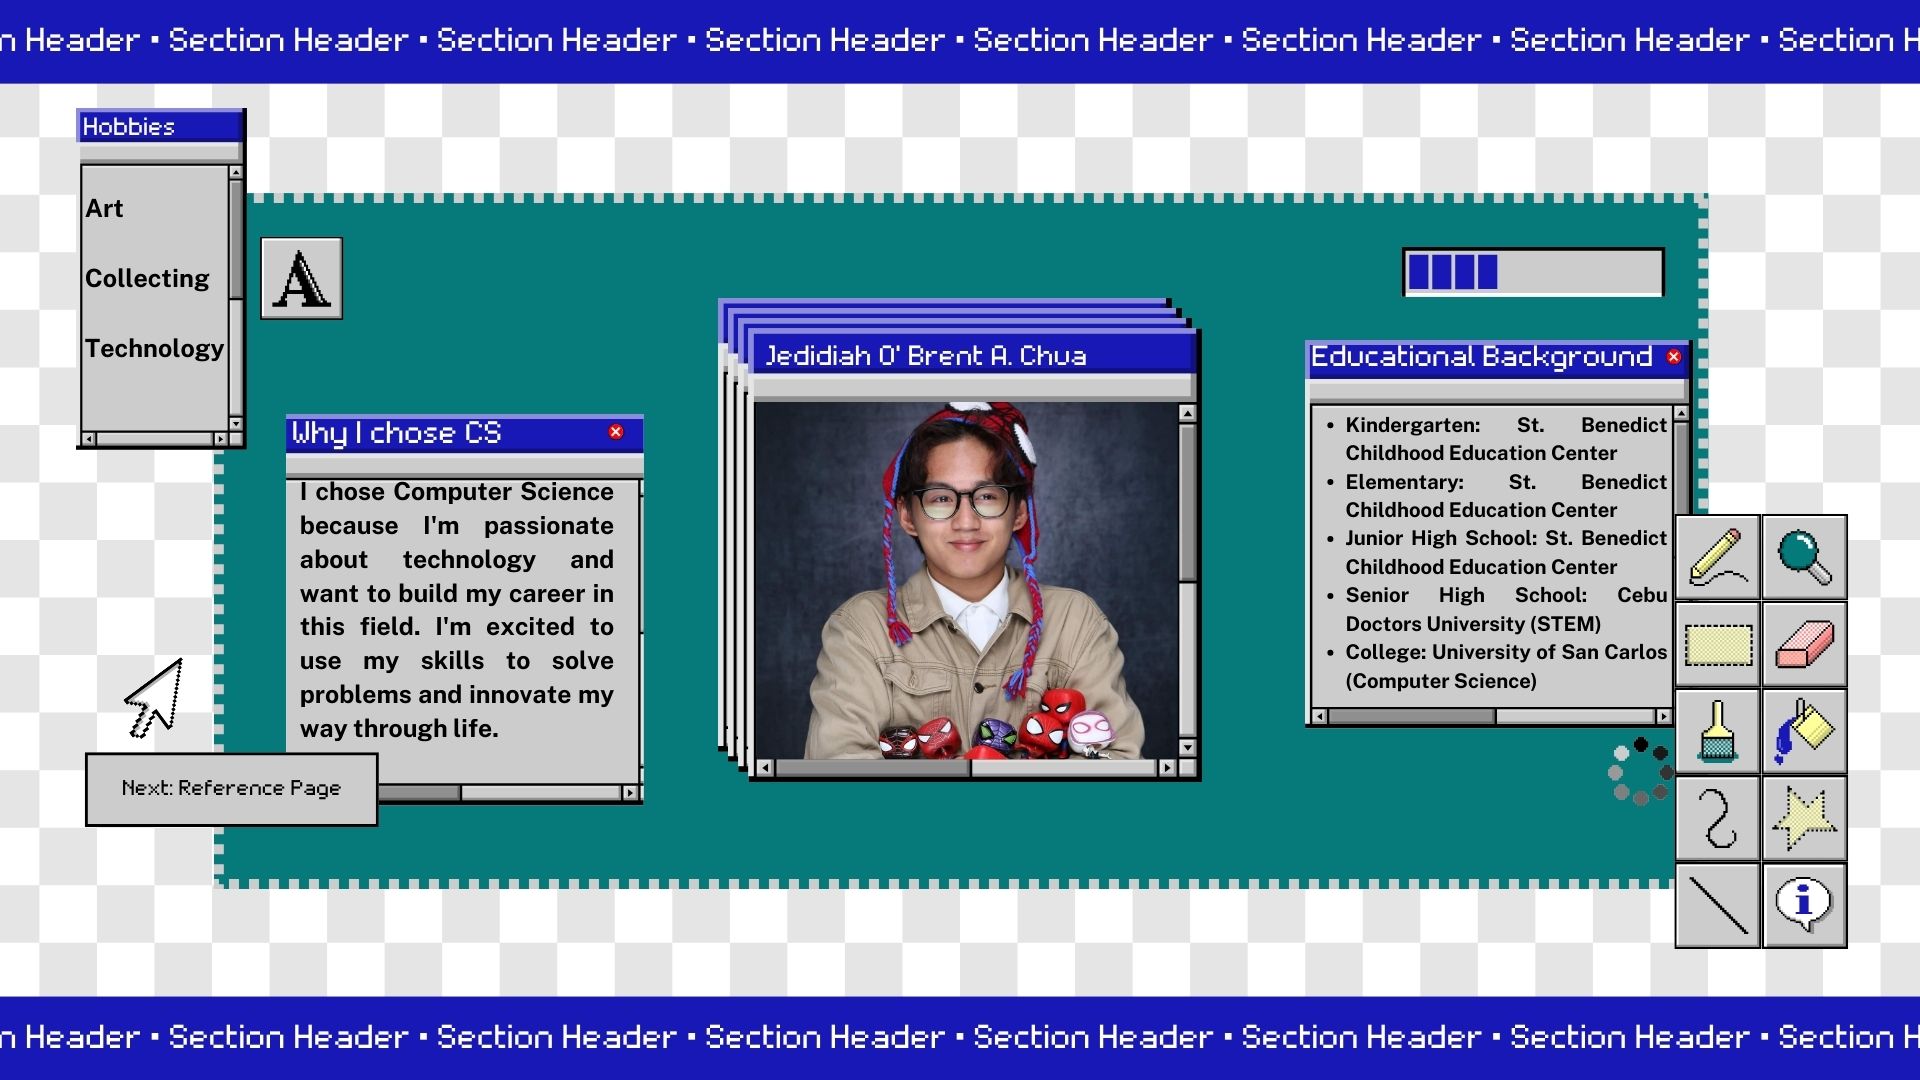 n Header • Section Header • Section Header • Section Header • Section Header • Section Header • Section Header • Section H
Hobbies
Art
Collecting
Technology
A
Why I chose CS
I chose Computer Science
because I'm passionate
about technology and
want to build my career in
this field. I'm excited to
use my skills to solve
problems and innovate my
way through life.
Next: Reference Page
Jedidiah O' Brent A. Chua
Educational Background
• Kindergarten: St. Benedict
Childhood Education Center
• Elementary: St. Benedict
Childhood Education Center
• Junior High School: St. Benedict
Childhood Education Center
• Senior High School: Cebu
Doctors University (STEM)
• College: University of San Carlos
(Computer Science)
i
n Header • Section Header • Section Header • Section Header • Section Header • Section Header • Section Header • Section H